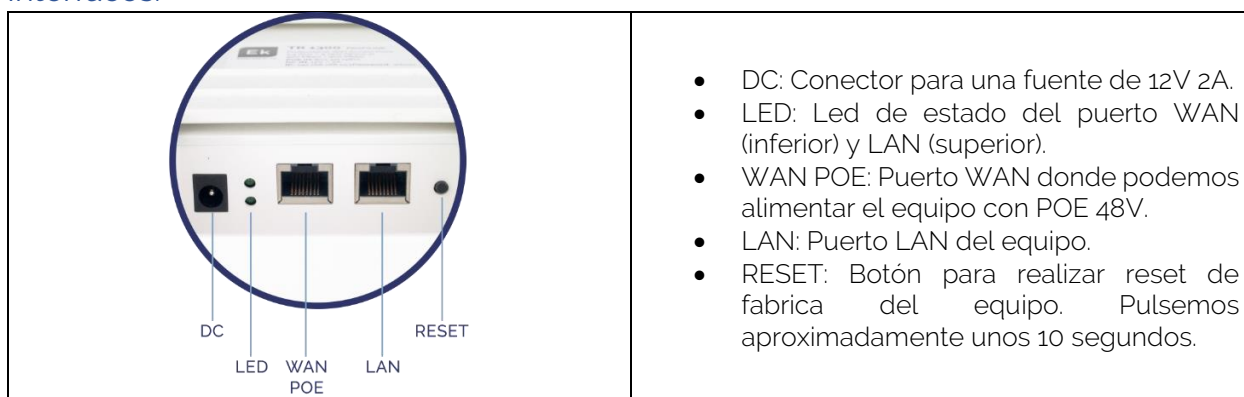 Interfaces:
Ek
DC
LED
WAN
POE
LAN
RESET
• DC: Conector para una fuente de 12V 2A.
• LED: Led de estado del puerto WAN
(inferior) y LAN (superior).
• WAN POE: Puerto WAN donde podemos
alimentar el equipo con POE 48V.
• LAN: Puerto LAN del equipo.
• RESET: Botón para realizar reset de
fabrica del equipo. Pulsemos
aproximadamente unos 10 segundos.